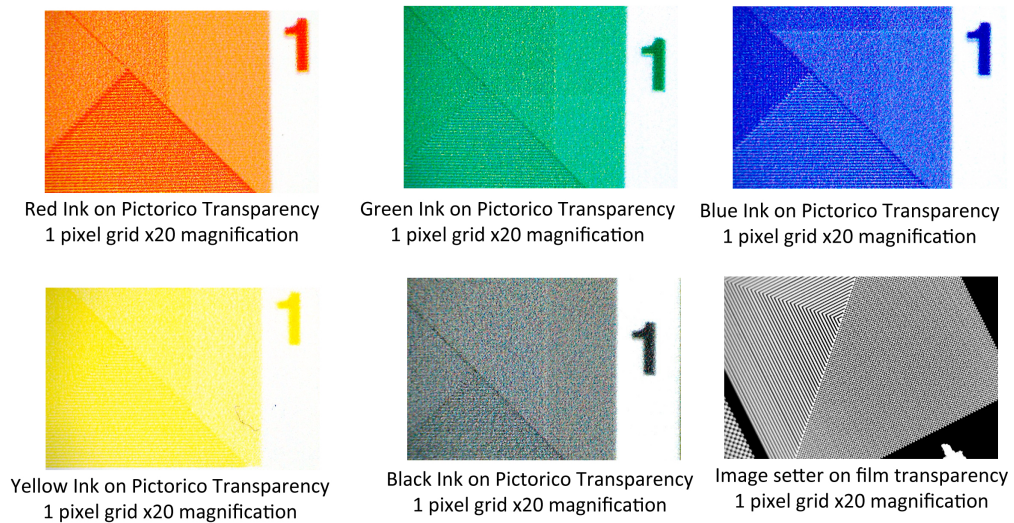 1
1
1
Red Ink on Pictorico Transparency
1 pixel grid x20 magnification
Green Ink on Pictorico Transparency
1 pixel grid x20 magnification
Blue Ink on Pictorico Transparency
1 pixel grid x20 magnification
1
1
Yellow Ink on Pictorico Transparency
1 pixel grid x20 magnification
Black Ink on Pictorico Transparency
1 pixel grid x20 magnification
Image setter on film transparency
1 pixel grid x20 magnification